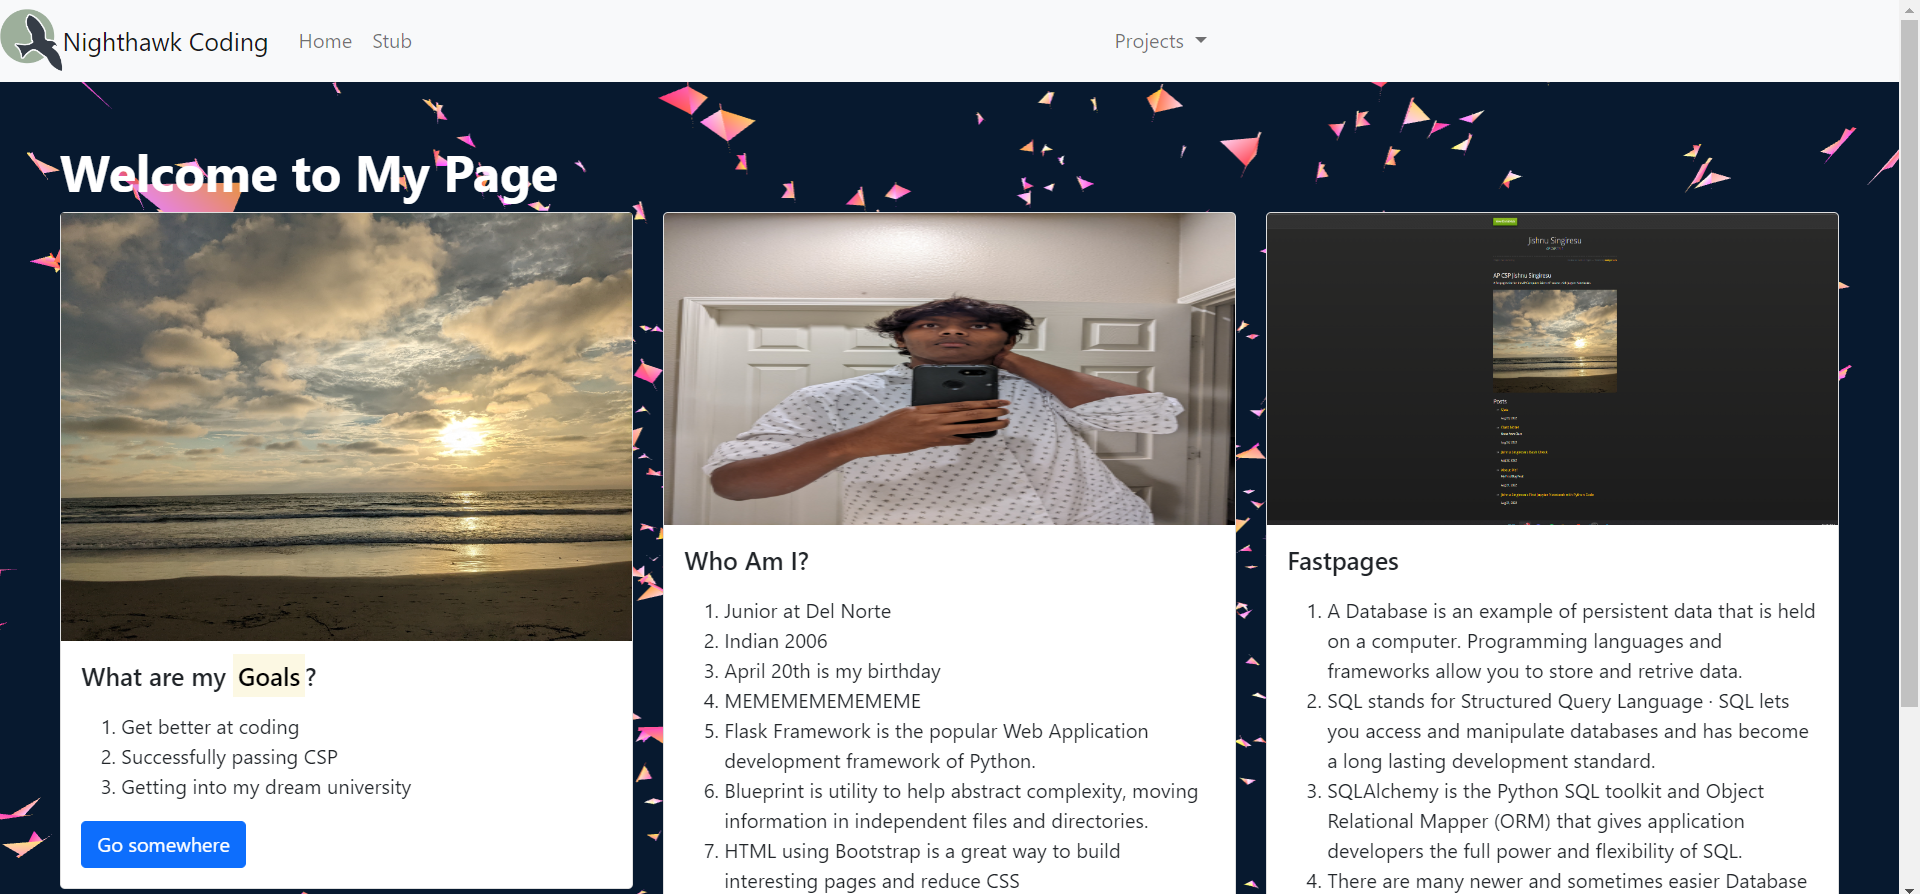 Nighthawk Coding
Home
Stub
Projects
Welcome to My Page
What are my Goals?
1. Get better at coding
2. Successfully passing CSP
3. Getting into my dream university
Go somewhere
Who Am I?
1. Junior at Del Norte
2. Indian 2006
3. April 20th is my birthday
4. MEMEMEMEMEMEME
5. Flask Framework is the popular Web Application
development framework of Python.
6. Blueprint is utility to help abstract complexity, moving
information in independent files and directories.
7. HTML using Bootstrap is a great way to build
interesting pages and reduce CSS
Jishnu Singiresu
AP CSP Jishnu Singiresu
Posts
Fastpages
1. A Database is an example of persistent data that is held
on a computer. Programming languages and
frameworks allow you to store and retrive data.
2. SQL stands for Structured Query Language · SQL lets
you access and manipulate databases and has become
a long lasting development standard.
3. SQLAlchemy is the Python SQL toolkit and Object
Relational Mapper (ORM) that gives application
developers the full power and flexibility of SQL.
4. There are many newer and sometimes easier Database